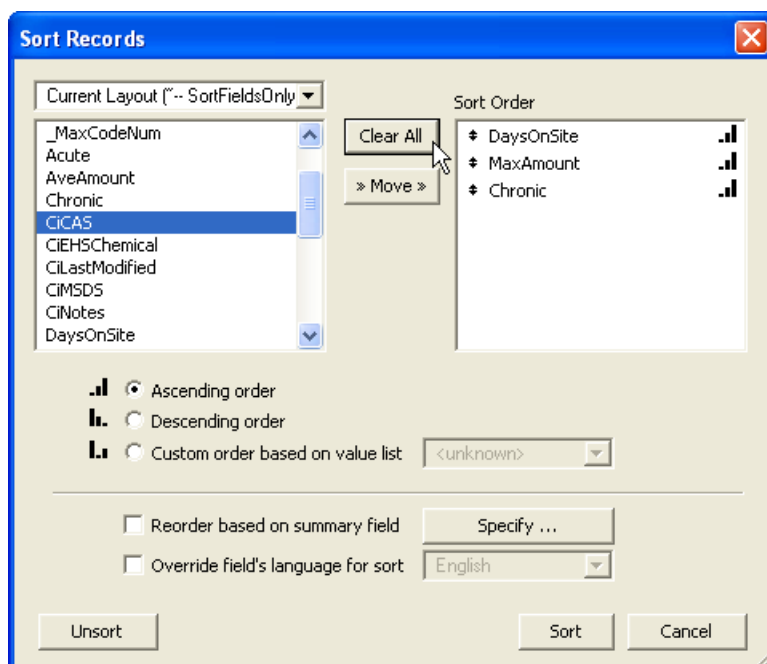 Sort Records
Current Layout ("-- SortFieldsOnly
_MaxCodeNum
Acute
AveAmount
Chronic
CiCAS
CiEHSChemical
CiLastModified
CiMSDS
CiNotes
DaysOnSite
Clear All
» Move »
Sort Order
DaysOnSite
MaxAmount
Chronic
Ascending order
Descending order
Custom order based on value list
<unknown>
Reorder based on summary field
Specify ...
Override field's language for sort
English
Unsort
Sort
Cancel